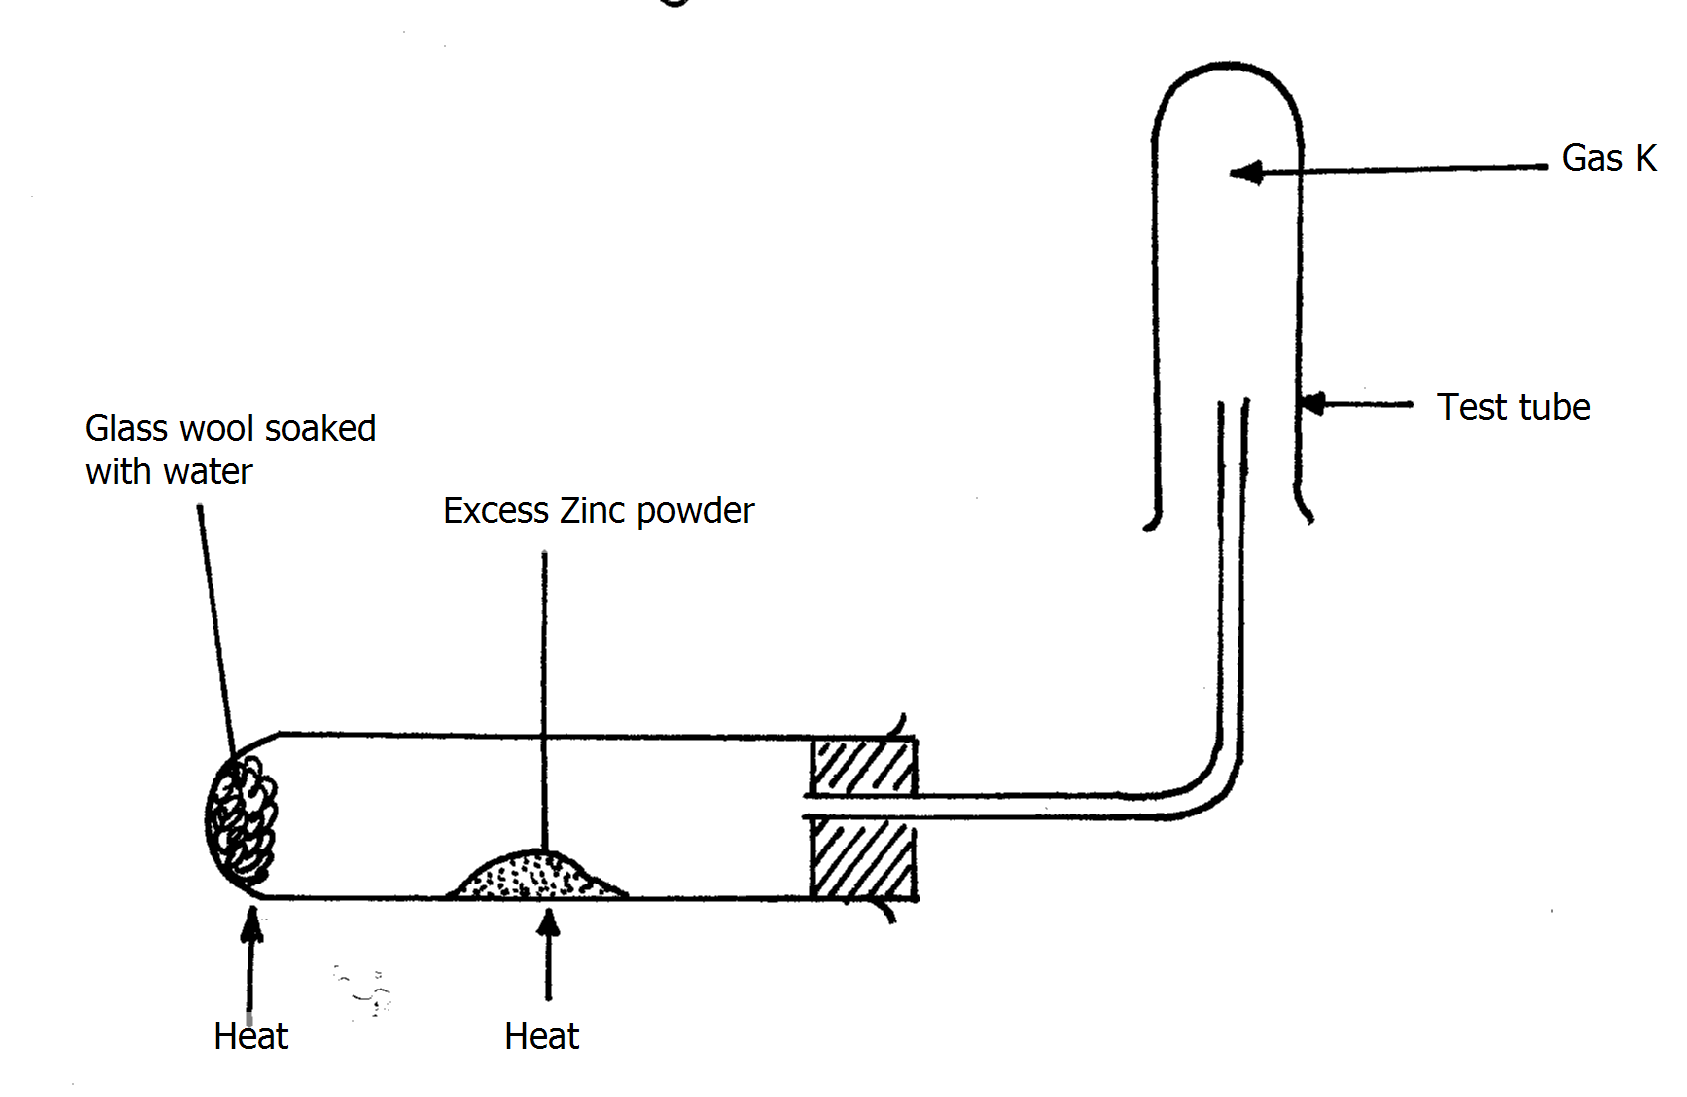 Gas K
Test tube
Glass wool soaked
with water
Excess Zinc powder
Heat
Heat